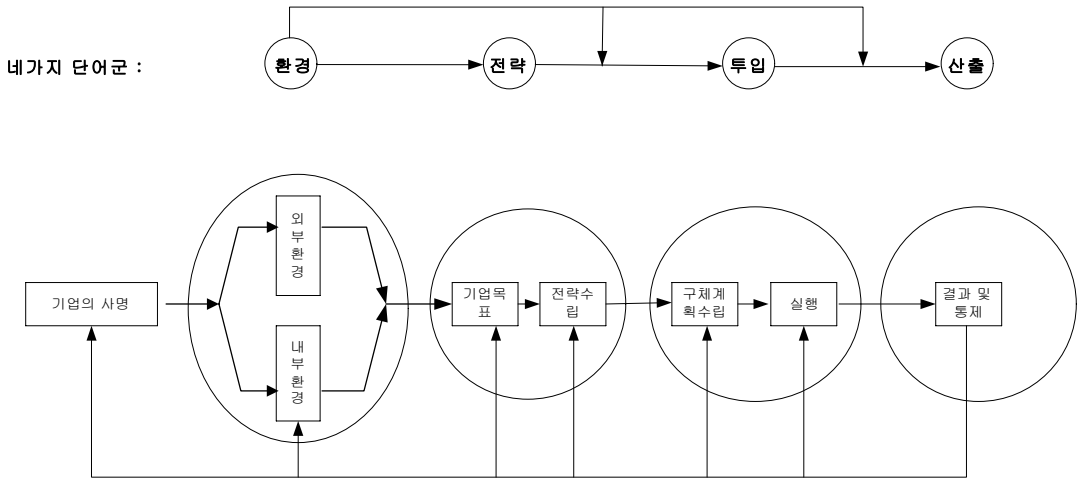 네가지 단어군 :
환경
전략
투입
산출
기업의 사명
외
부
환
경
내
부
환
경
기업목
표
전략수
립
구체계
획수립
실행
결과 및
통제